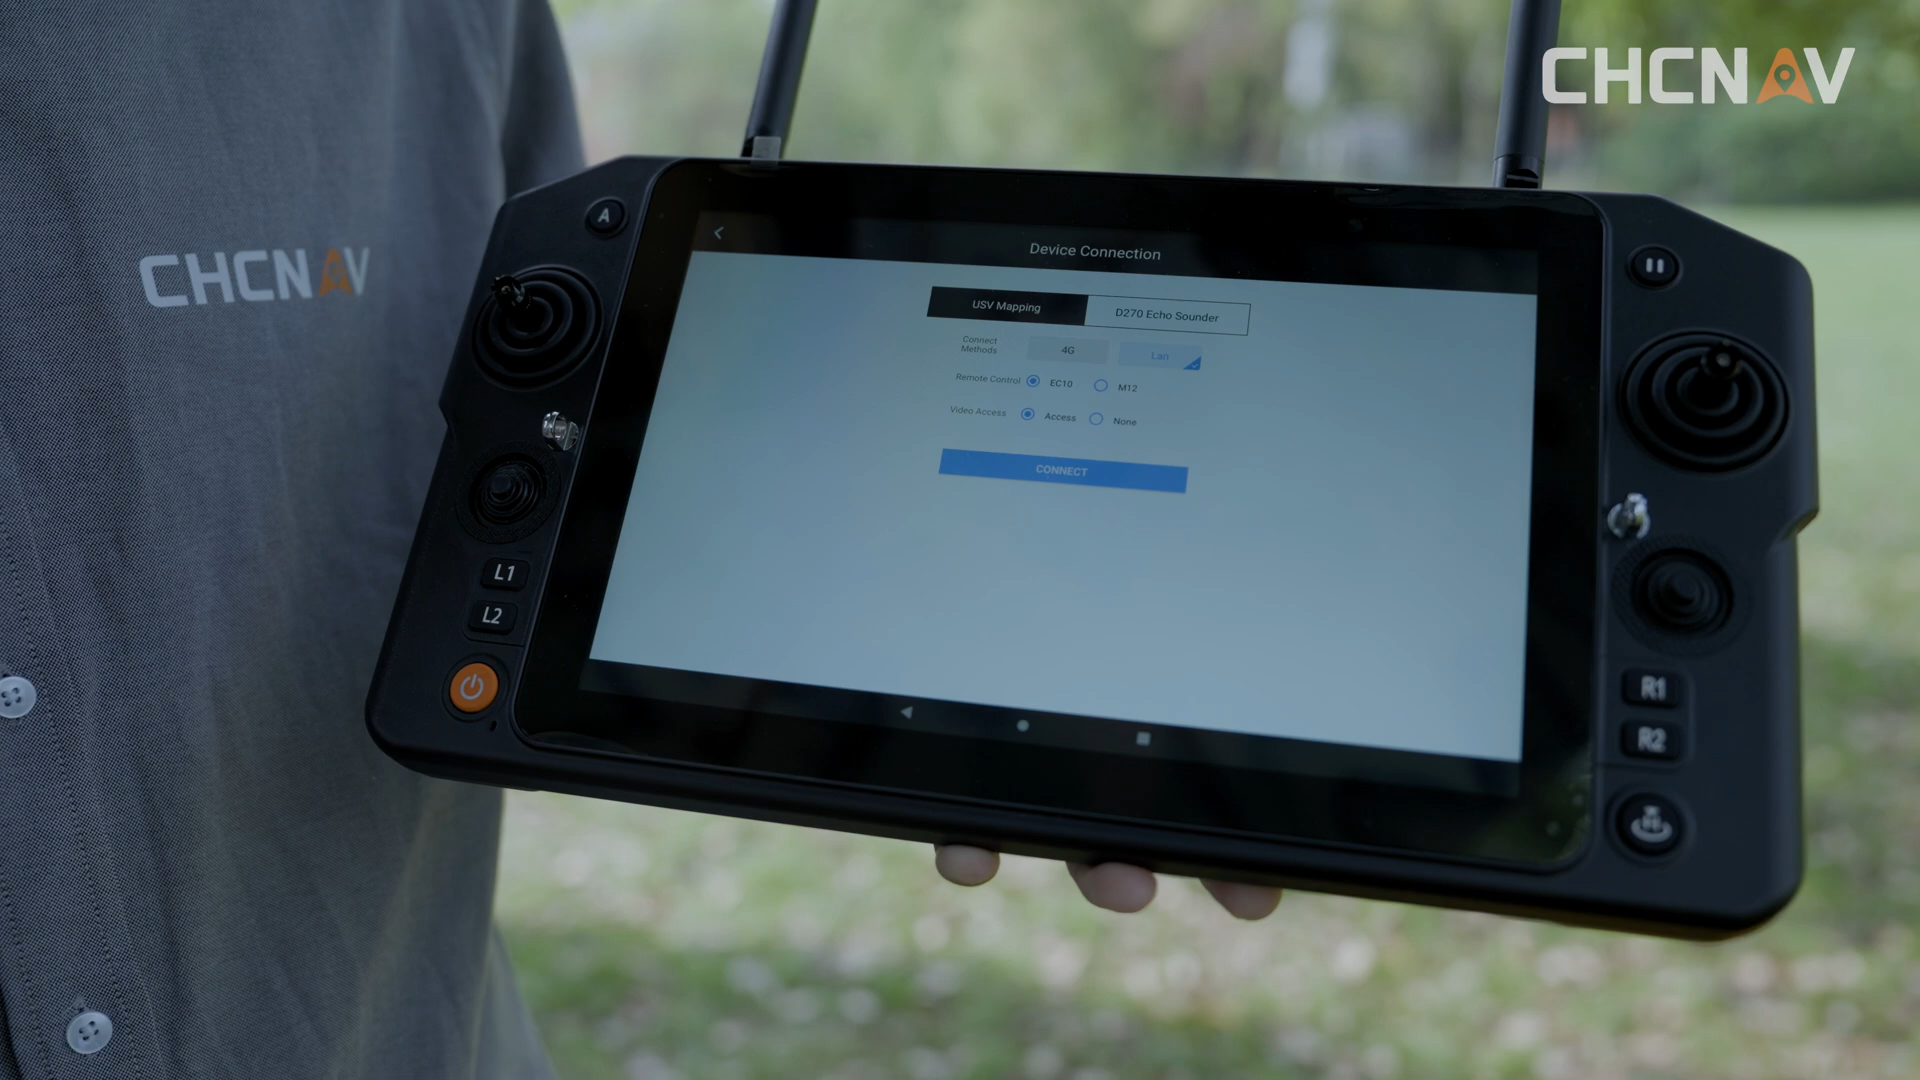 CHCNAV
CHCNAV
A
Device Connection
USV Mapping
D270 Echo Sounder
Connect Methods
4G
Lan
Remote Control
EC10
M12
Video Access
Access
None
CONNECT
L1
L2
R1
R2